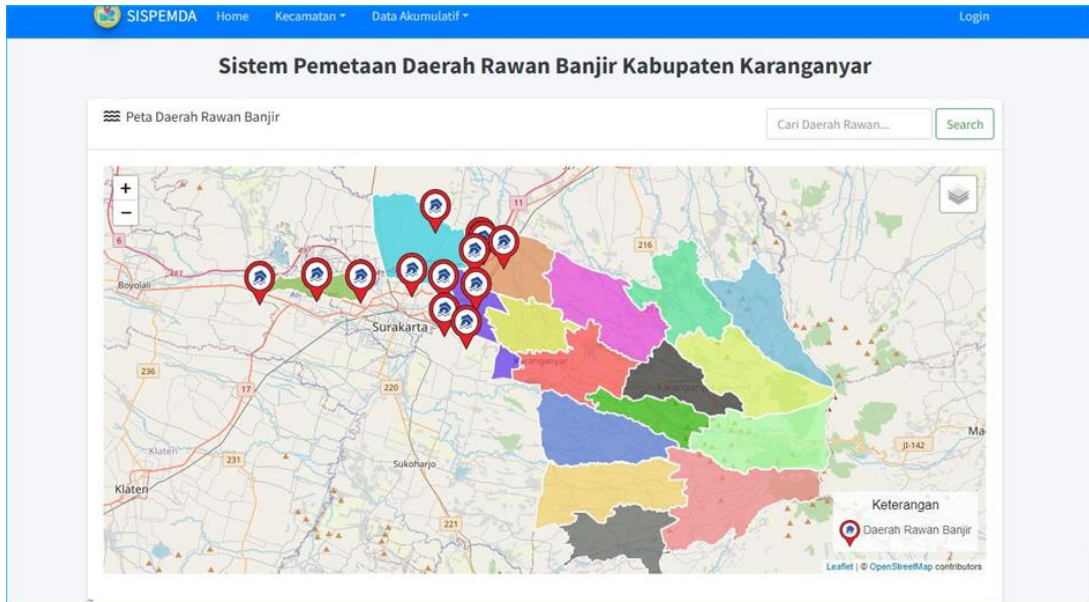 SISPEMDA Home Kecamatan Data Akumulatif Login
Sistem Pemetaan Daerah Rawan Banjir Kabupaten Karanganyar
Peta Daerah Rawan Banjir
Cari Daerah Rawan...
Search
+
−
11
6
216
Boyolali
Surakarta
Karanganyar
236
17
220
Klaten
231
Sukoharjo
JI-142
Ma
Klaten
221
Keterangan
Daerah Rawan Banjir
Leaflet | © OpenStreetMap contributors